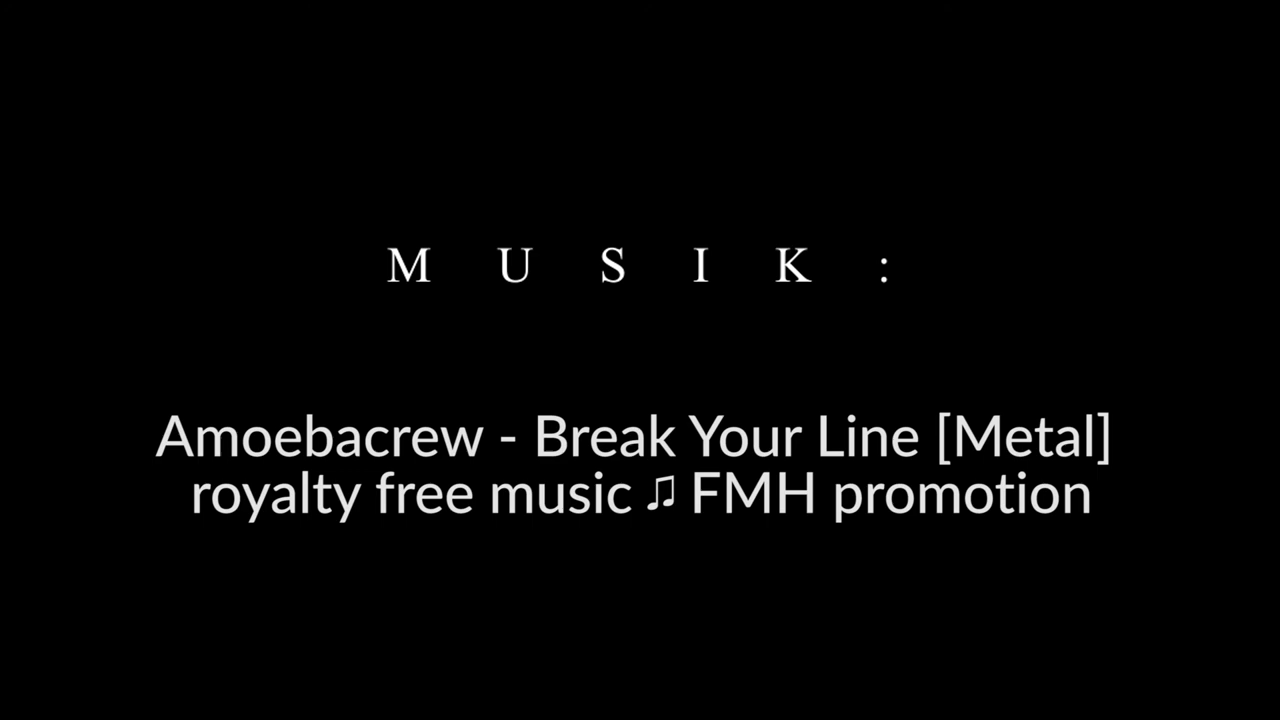 M U S I K :
Amoebacrew - Break Your Line [Metal]
royalty free music ♫ FMH promotion